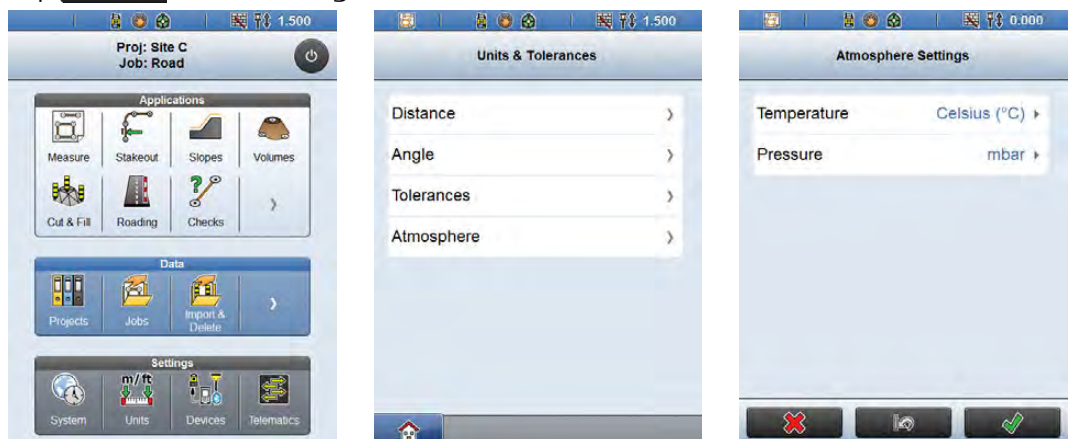 1.500
Proj: Site C
Job: Road
Applications
Measure Stakeout Slopes Volumes
Cut & Fill Roading Checks
Data
Projects Jobs Import & Delete
Settings
m/ft
System Units Devices Telematics
1.500
Units & Tolerances
Distance
Angle
Tolerances
Atmosphere
0.000
Atmosphere Settings
Temperature Celsius (°C)
Pressure mbar